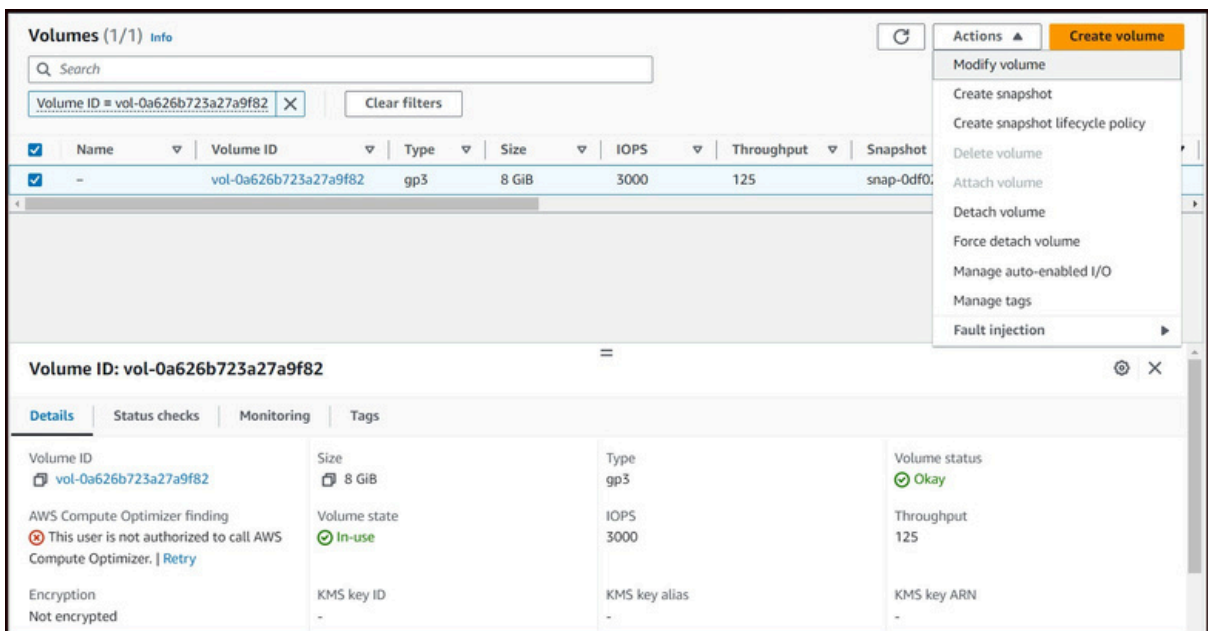 Volumes (1/1) Info
Actions
Create volume
Search
Volume ID = vol-0a626b723a27a9f82
Clear filters
Modify volume
Create snapshot
Create snapshot lifecycle policy
Delete volume
Attach volume
Detach volume
Force detach volume
Manage auto-enabled I/O
Manage tags
Fault injection
Name Volume ID Type Size IOPS Throughput Snapshot
– vol-0a626b723a27a9f82 gp3 8 GiB 3000 125
Volume ID: vol-0a626b723a27a9f82
Details Status checks Monitoring Tags
Volume ID Size Type Volume status
vol-0a626b723a27a9f82 8 GiB gp3 Okay
AWS Compute Optimizer finding Volume state IOPS Throughput
This user is not authorized to call AWS In-use 3000 125
Compute Optimizer. | Retry
Encryption KMS key ID KMS key alias KMS key ARN
Not encrypted - - -